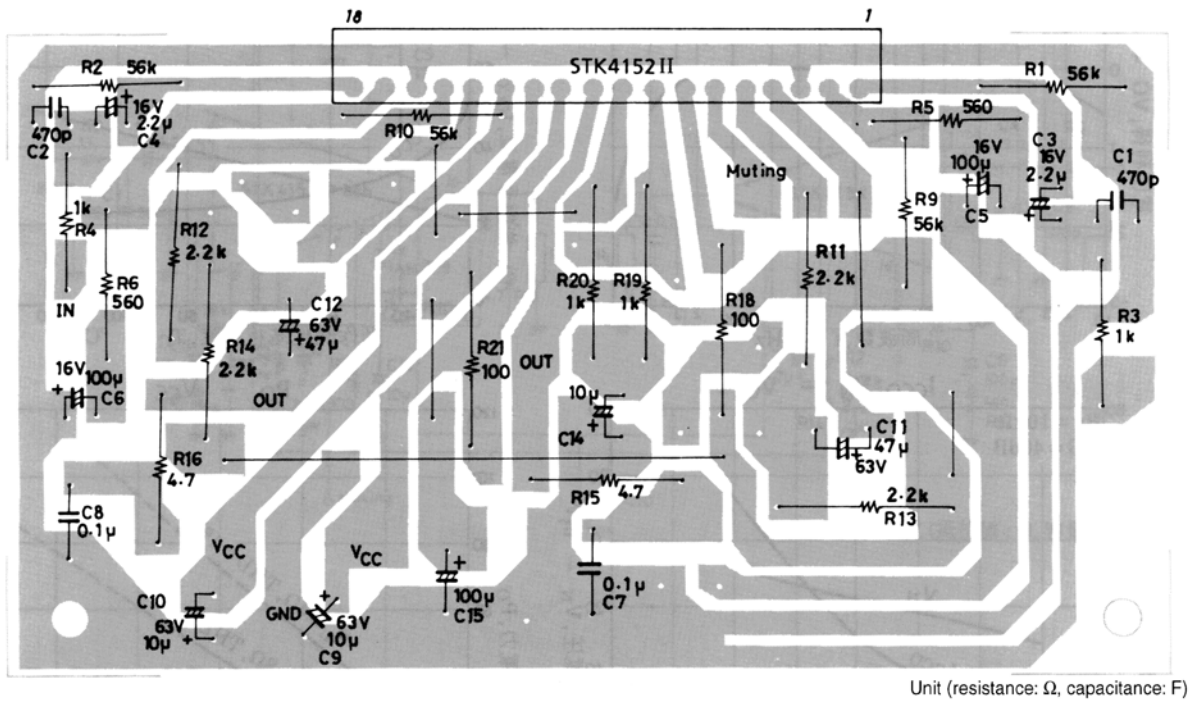 18
1
STK4152 II
R2
56k
16V
2.2µ
C4
470p
C2
R10
56k
R1
56k
R5
560
16V
100µ
C5
C3
16V
2.2µ
C1
470p
Muting
1k
R4
R12
2.2k
R9
56k
R11
2.2k
R6
560
IN
C12
63V
47µ
R20
1k
R19
1k
R18
100
R3
1k
R14
2.2k
R21
100
OUT
16V
100µ
C6
OUT
10µ
C14
C11
47µ
63V
R16
4.7
R15
4.7
2.2k
R13
C8
0.1µ
VCC
VCC
C10
63V
10µ
GND
63V
10µ
C9
100µ
C15
0.1µ
C7
Unit (resistance: Ω, capacitance: F)